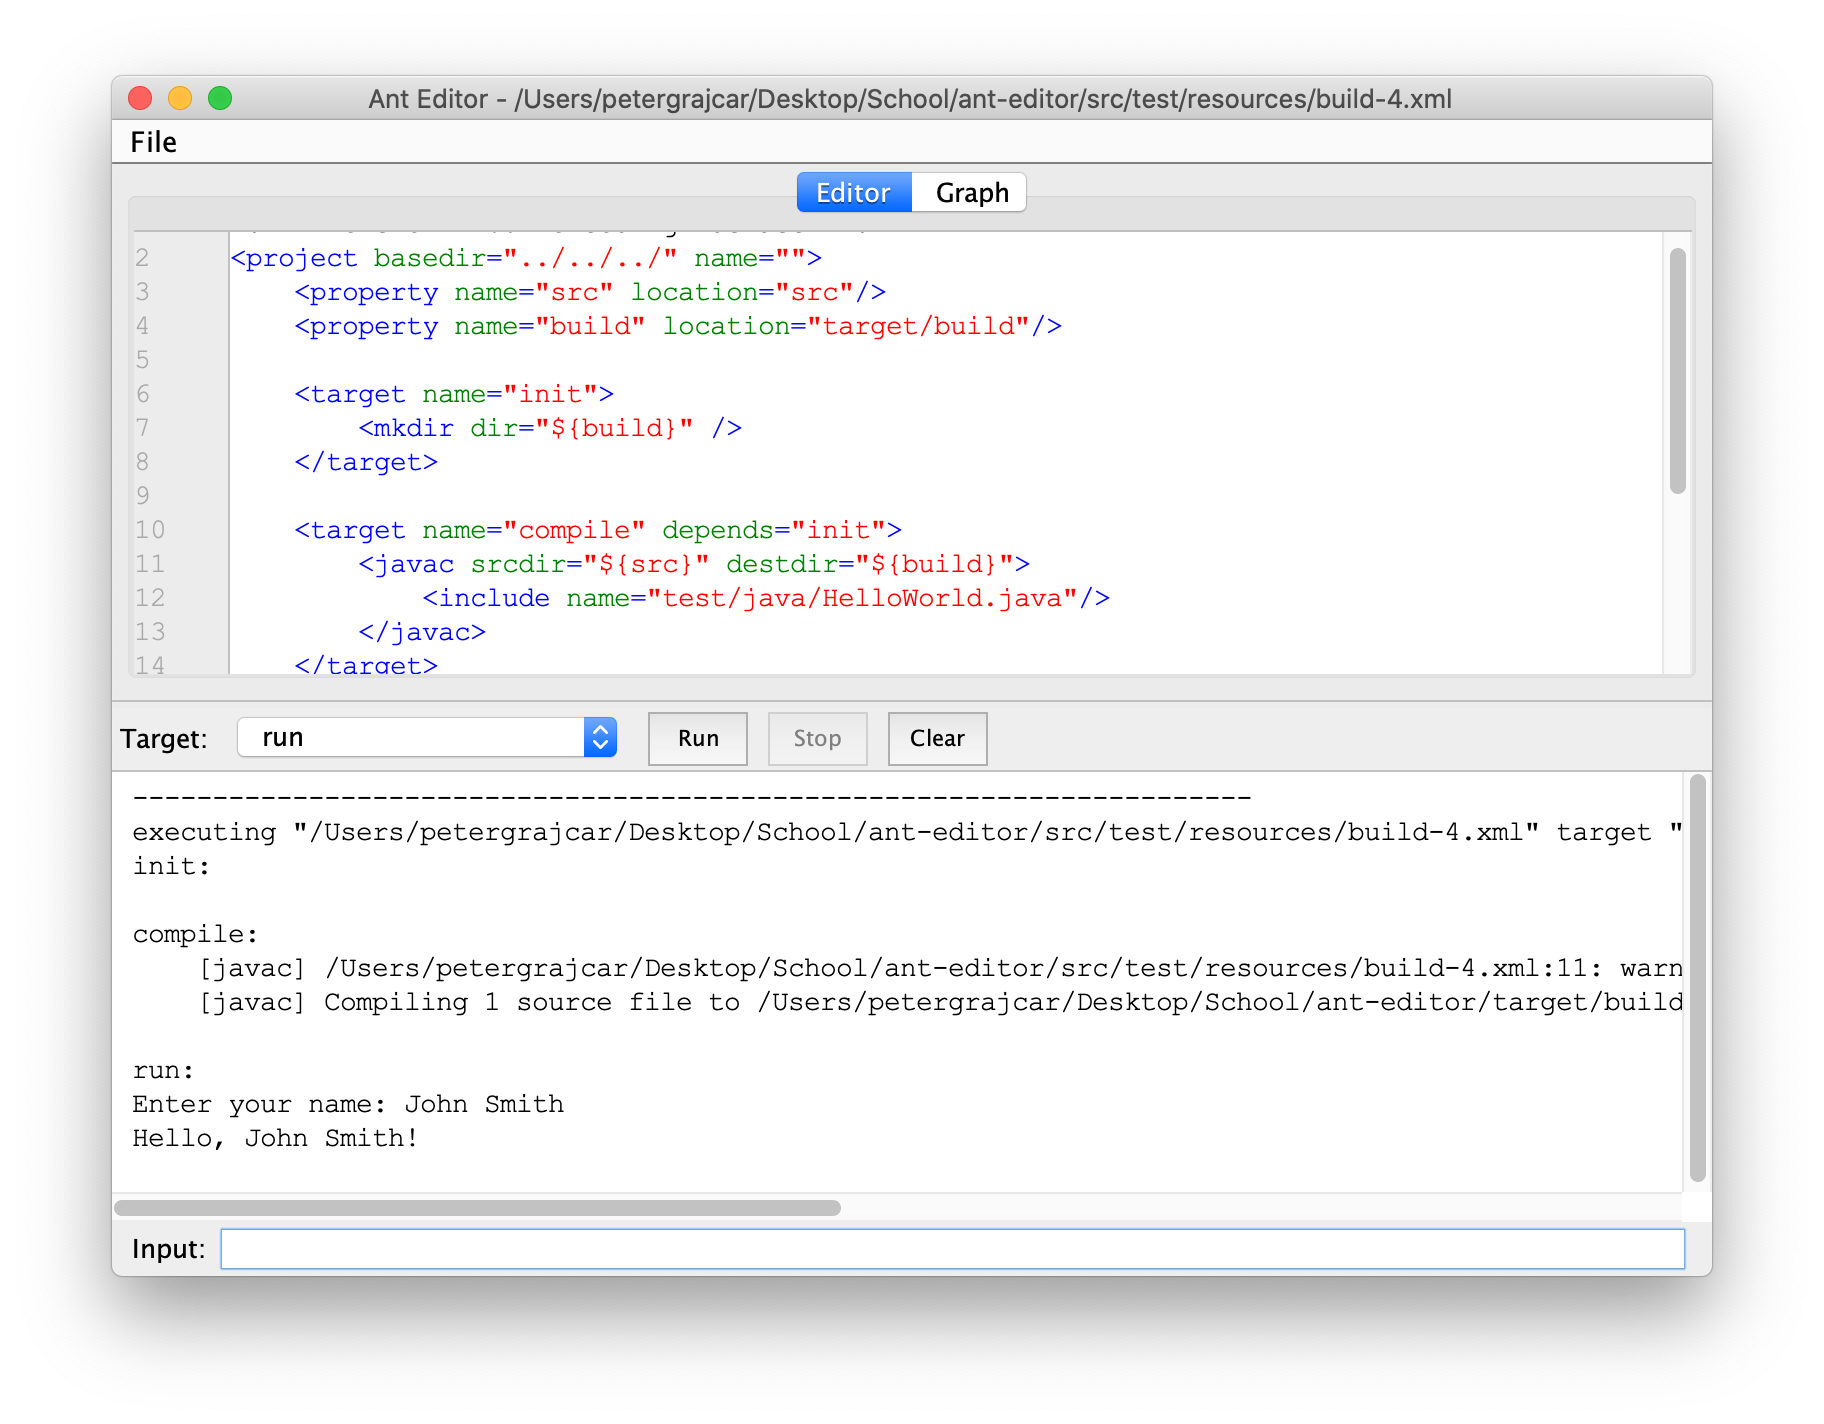 Ant Editor - /Users/petergrajcar/Desktop/School/ant-editor/src/test/resources/build-4.xml
File
Editor Graph
2 <project basedir="../../../" name="">
3     <property name="src" location="src"/>
4     <property name="build" location="target/build"/>
5
6     <target name="init">
7         <mkdir dir="${build}" />
8     </target>
9
10     <target name="compile" depends="init">
11         <javac srcdir="${src}" destdir="${build}">
12             <include name="test/java/HelloWorld.java"/>
13         </javac>
14     </target>
Target: run Run Stop Clear
----------------------------------------------------------------------
executing "/Users/petergrajcar/Desktop/School/ant-editor/src/test/resources/build-4.xml" target "
init:
compile:
[javac] /Users/petergrajcar/Desktop/School/ant-editor/src/test/resources/build-4.xml:11: warn
[javac] Compiling 1 source file to /Users/petergrajcar/Desktop/School/ant-editor/target/build
run:
Enter your name: John Smith
Hello, John Smith!
Input: